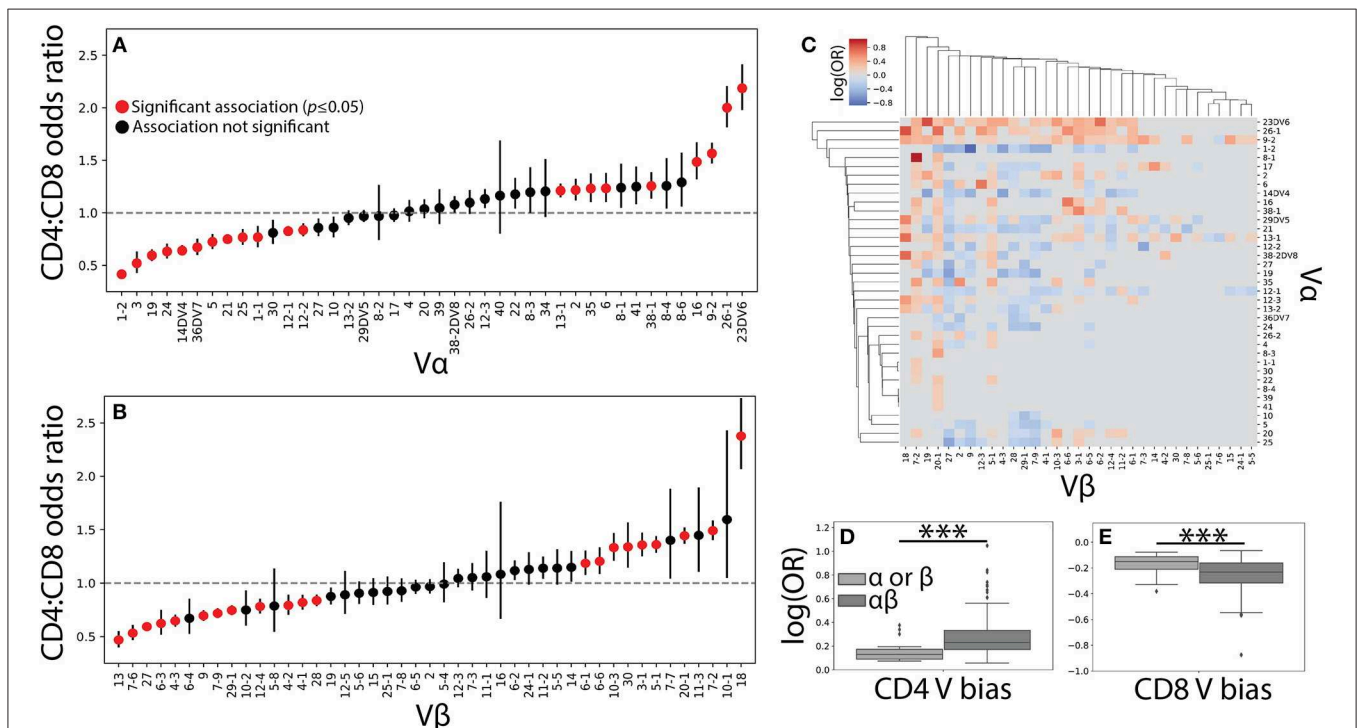 A
CD4:CD8 odds ratio
2.5
2.0
1.5
1.0
0.5
Significant association (p≤0.05)
Association not significant
1-2 3 19 24 14DV4 36DV7 5 21 25 1-1 30 12-1 12-2 27 10 13-2 29DV5 8-2 17 4 20 39 38-2DV8 26-2 12-3 40 22 8-3 34 13-1 2 35 6 8-1 41 38-1 8-4 8-6 16 9-2 26-1 23DV6
Vα
B
CD4:CD8 odds ratio
2.5
2.0
1.5
1.0
0.5
13 7-6 27 6-3 4-3 6-4 9 7-9 29-1 10-2 12-4 5-8 4-2 4-1 28 19 12-5 5-6 15 25-1 7-8 6-5 2 5-4 12-3 7-3 11-1 16 6-2 24-1 11-2 5-5 14 6-1 6-6 10-3 30 3-1 5-1 7-7 20-1 11-3 7-2 10-1 18
Vβ
C
log(OR)
0.8
0.4
0.0
−0.4
−0.8
23DV6
26-1
9-2
1-2
8-1
17
2
6
14DV4
16
38-1
29DV5
21
13-1
12-2
38-2DV8
27
19
35
12-1
12-3
13-2
36DV7
24
26-2
4
8-3
1-1
30
22
8-4
39
41
10
5
20
25
Vα
18 7-2 19 20-1 27 2 9 12-3 5-1 4-3 28 29-1 7-9 4-1 10-3 6-6 3-1 6-5 6-2 12-4 11-2 6-1 7-3 14 4-2 30 7-8 5-6 25-1 7-6 15 24-1 5-5
Vβ
D
log(OR)
1.2
1.0
0.8
0.6
0.4
0.2
0.0
***
α or β
αβ
CD4 V bias
E
0.0
−0.2
−0.4
−0.6
−0.8
−1.0
***
CD8 V bias